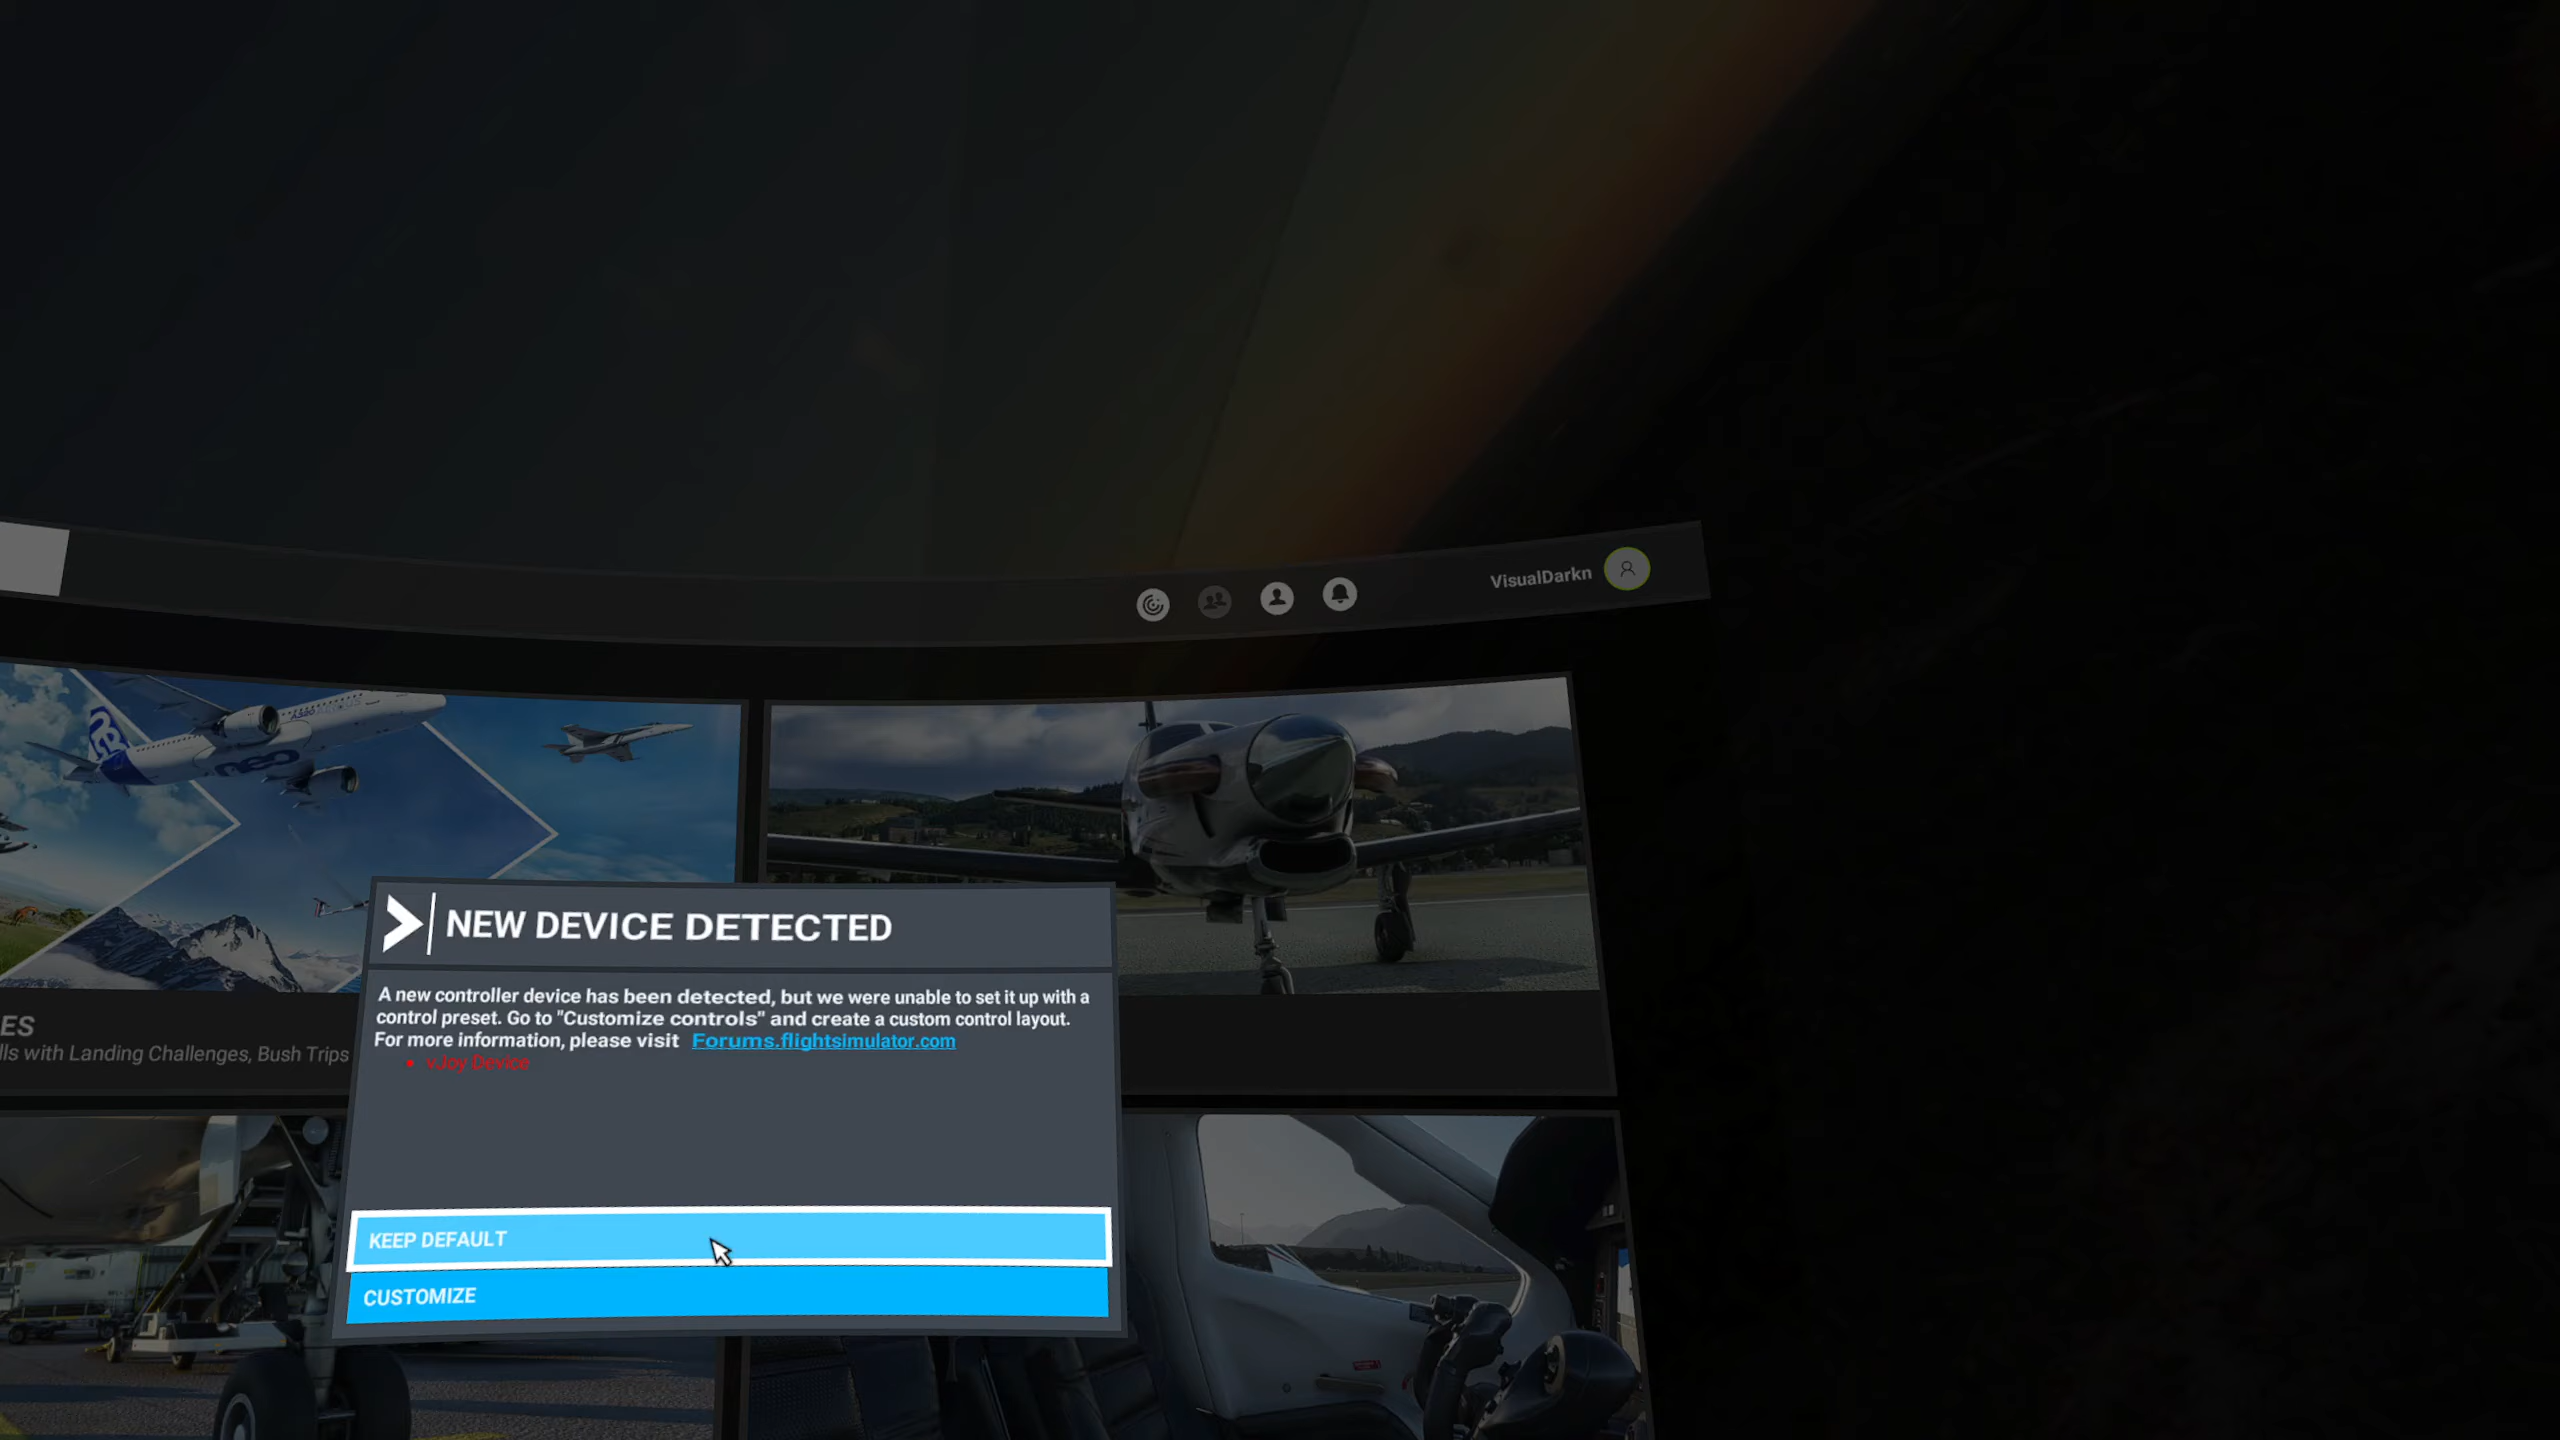 VisualDarkn
A320
neo
ES
lls with Landing Challenges, Bush Trips
NEW DEVICE DETECTED
A new controller device has been detected, but we were unable to set it up with a
control preset. Go to "Customize controls" and create a custom control layout.
For more information, please visit Forums.flightsimulator.com
vJoy Device
KEEP DEFAULT
CUSTOMIZE